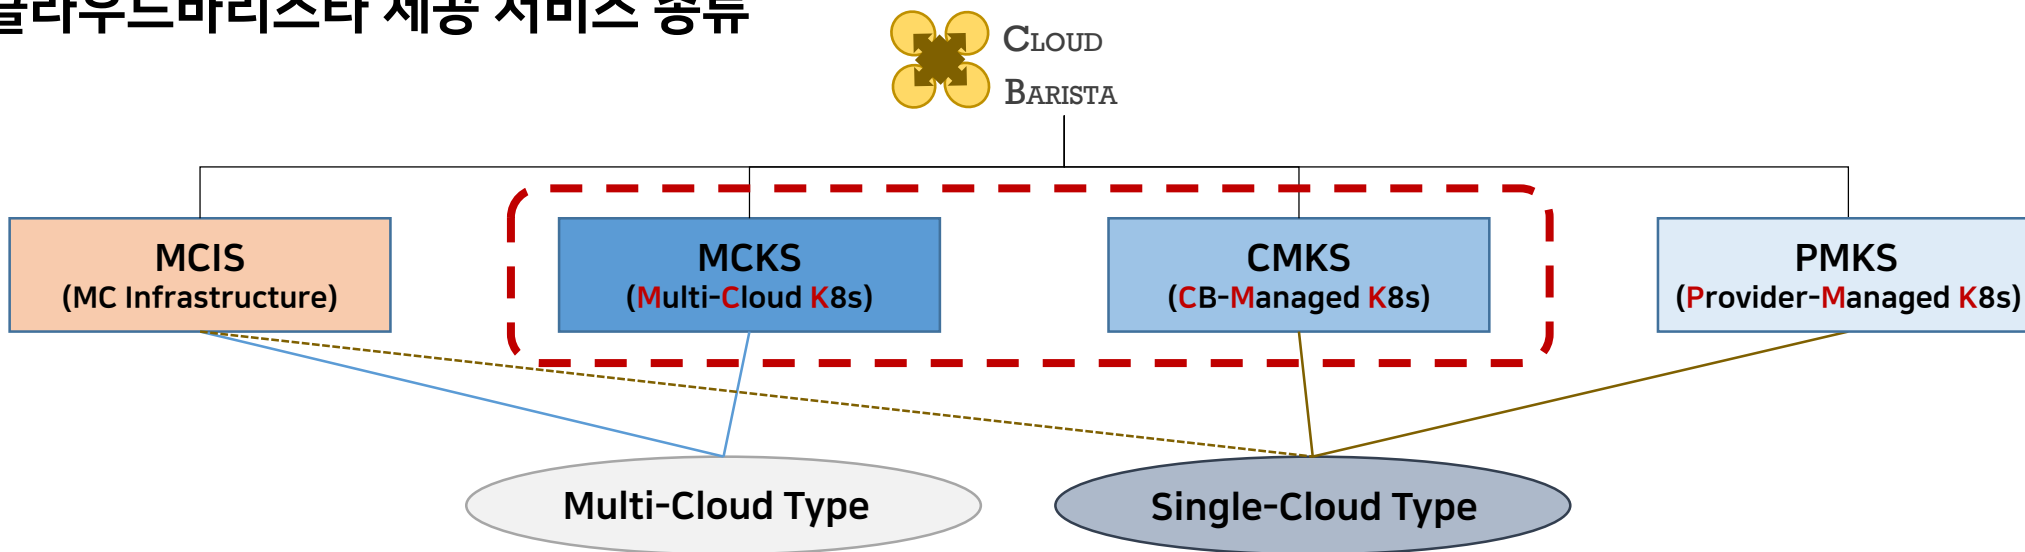 클라우드바리스타 제공 서비스 종류
CLOUD
BARISTA
MCIS
(MC Infrastructure)
MCKS
(Multi-Cloud K8s)
CMKS
(CB-Managed K8s)
PMKS
(Provider-Managed K8s)
Multi-Cloud Type
Single-Cloud Type